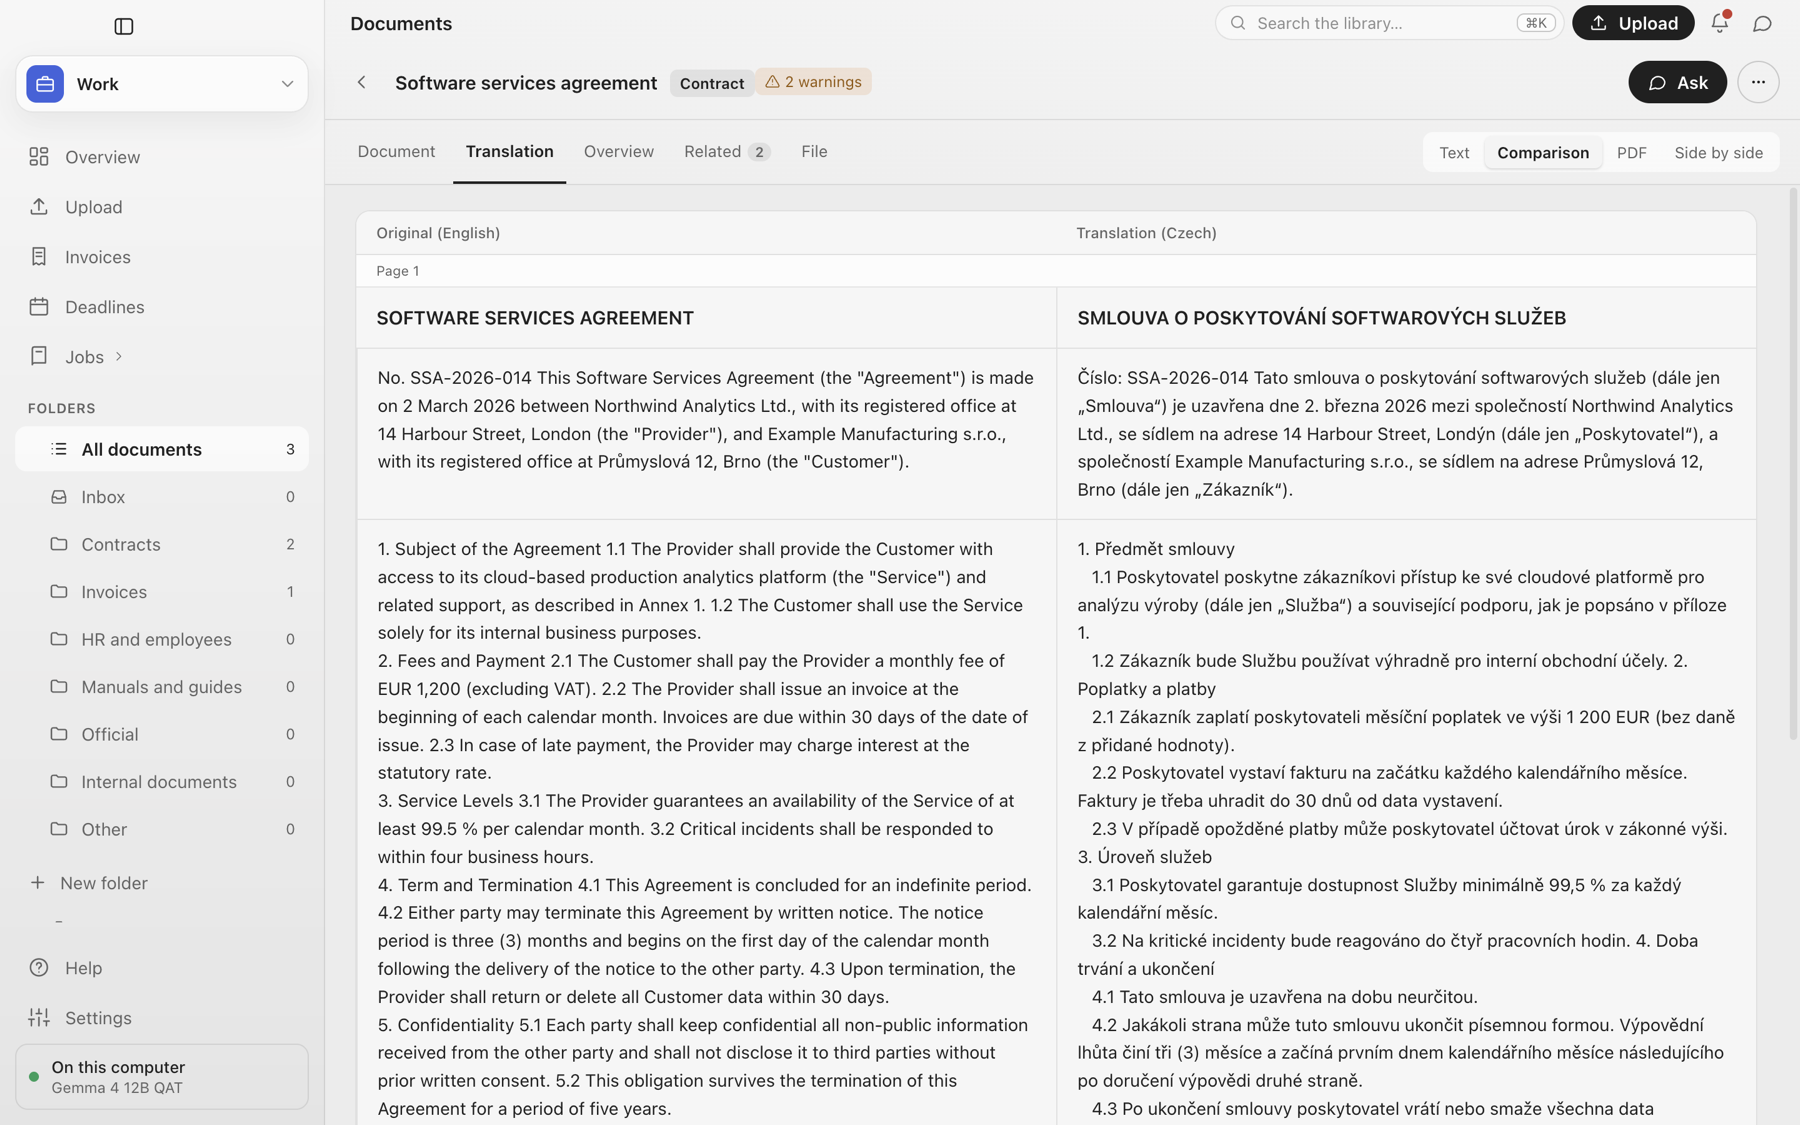 Documents
Search the library...
⌘K
Upload
Work
Software services agreement
Contract
2 warnings
Ask
Document
Translation
Overview
Related 2
File
Text
Comparison
PDF
Side by side
Overview
Upload
Invoices
Deadlines
Jobs
FOLDERS
All documents 3
Inbox 0
Contracts 2
Invoices 1
HR and employees 0
Manuals and guides 0
Official 0
Internal documents 0
Other 0
New folder
Help
Settings
On this computer
Gemma 4 12B QAT
Original (English)
Translation (Czech)
Page 1
SOFTWARE SERVICES AGREEMENT
SMLOUVA O POSKYTOVÁNÍ SOFTWAROVÝCH SLUŽEB
No. SSA-2026-014 This Software Services Agreement (the "Agreement") is made
on 2 March 2026 between Northwind Analytics Ltd., with its registered office at
14 Harbour Street, London (the "Provider"), and Example Manufacturing s.r.o.,
with its registered office at Průmyslová 12, Brno (the "Customer").
Číslo: SSA-2026-014 Tato smlouva o poskytování softwarových služeb (dále jen
„Smlouva“) je uzavřena dne 2. března 2026 mezi společností Northwind Analytics
Ltd., se sídlem na adrese 14 Harbour Street, Londýn (dále jen „Poskytovatel“), a
společností Example Manufacturing s.r.o., se sídlem na adrese Průmyslová 12,
Brno (dále jen „Zákazník“).
1. Subject of the Agreement 1.1 The Provider shall provide the Customer with
access to its cloud-based production analytics platform (the "Service") and
related support, as described in Annex 1. 1.2 The Customer shall use the Service
solely for its internal business purposes.
2. Fees and Payment 2.1 The Customer shall pay the Provider a monthly fee of
EUR 1,200 (excluding VAT). 2.2 The Provider shall issue an invoice at the
beginning of each calendar month. Invoices are due within 30 days of the date of
issue. 2.3 In case of late payment, the Provider may charge interest at the
statutory rate.
3. Service Levels 3.1 The Provider guarantees an availability of the Service of at
least 99.5 % per calendar month. 3.2 Critical incidents shall be responded to
within four business hours.
4. Term and Termination 4.1 This Agreement is concluded for an indefinite period.
4.2 Either party may terminate this Agreement by written notice. The notice
period is three (3) months and begins on the first day of the calendar month
following the delivery of the notice to the other party. 4.3 Upon termination, the
Provider shall return or delete all Customer data within 30 days.
5. Confidentiality 5.1 Each party shall keep confidential all non-public information
received from the other party and shall not disclose it to third parties without
prior written consent. 5.2 This obligation survives the termination of this
Agreement for a period of five years.
1. Předmět smlouvy
1.1 Poskytovatel poskytne zákazníkovi přístup ke své cloudové platformě pro
analýzu výroby (dále jen „Služba“) a související podporu, jak je popsáno v příloze
1.
1.2 Zákazník bude Službu používat výhradně pro interní obchodní účely. 2.
Poplatky a platby
2.1 Zákazník zaplatí poskytovateli měsíční poplatek ve výši 1 200 EUR (bez daně
z přidané hodnoty).
2.2 Poskytovatel vystaví fakturu na začátku každého kalendářního měsíce.
Faktury je třeba uhradit do 30 dnů od data vystavení.
2.3 V případě opožděné platby může poskytovatel účtovat úrok v zákonné výši.
3. Úroveň služeb
3.1 Poskytovatel garantuje dostupnost Služby minimálně 99,5 % za každý
kalendářní měsíc.
3.2 Na kritické incidenty bude reagováno do čtyř pracovních hodin. 4. Doba
trvání a ukončení
4.1 Tato smlouva je uzavřena na dobu neurčitou.
4.2 Jakákoli strana může tuto smlouvu ukončit písemnou formou. Výpovědní
lhůta činí tři (3) měsíce a začíná prvním dnem kalendářního měsíce následujícího
po doručení výpovědi druhé straně.
4.3 Po ukončení smlouvy poskytovatel vrátí nebo smaže všechna data